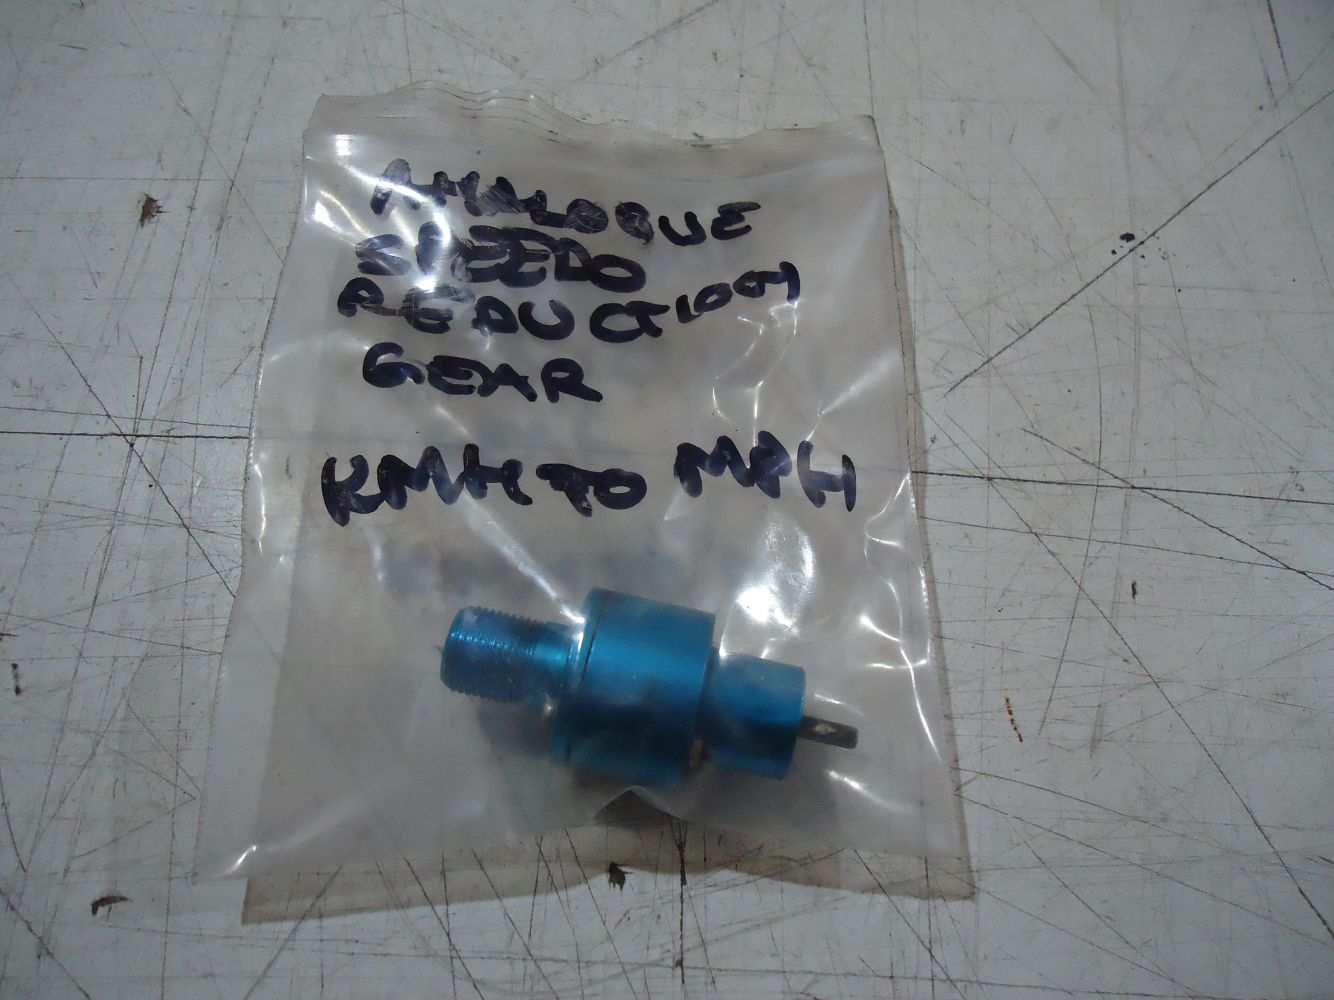 ANALOGUE
SPEEDO
REDUCTION
GEAR
KMH TO MPH